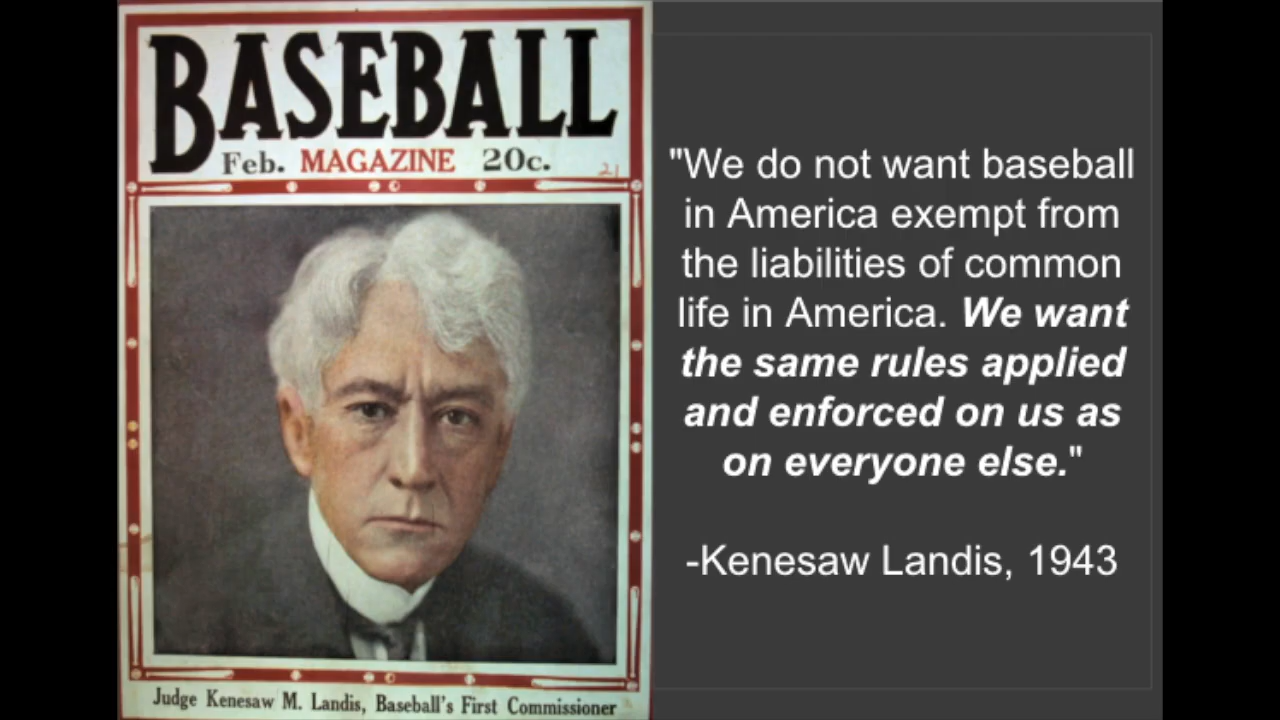 BASEBALL
Feb. MAGAZINE 20c.
21
Judge Kenesaw M. Landis, Baseball's First Commissioner
"We do not want baseball
in America exempt from
the liabilities of common
life in America. We want
the same rules applied
and enforced on us as
on everyone else."
-Kenesaw Landis, 1943